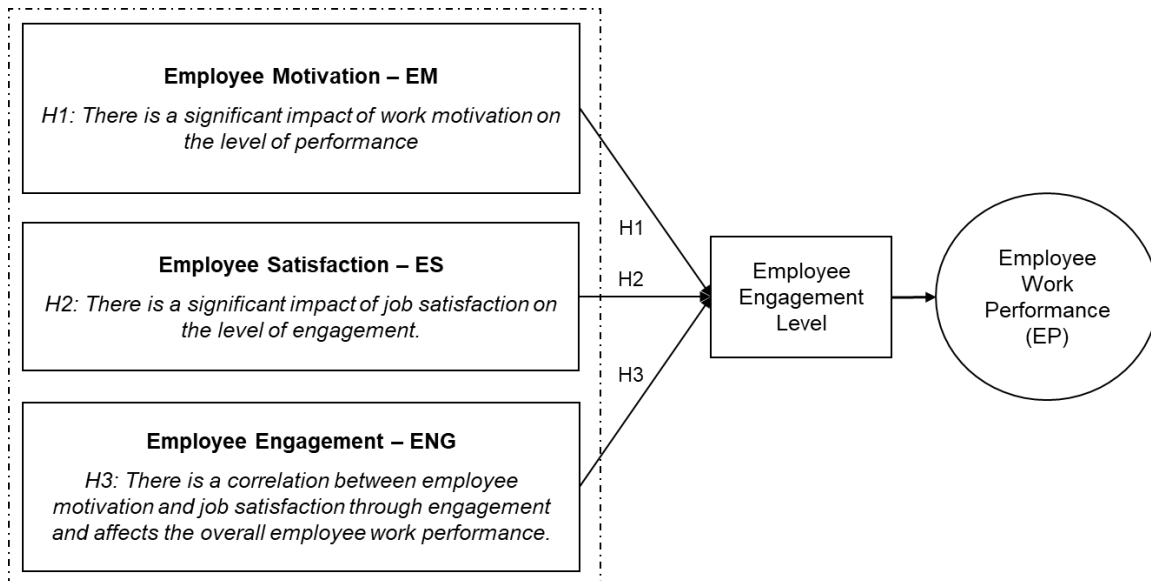 Employee Motivation – EM
H1: There is a significant impact of work motivation on
the level of performance
Employee Satisfaction – ES
H2: There is a significant impact of job satisfaction on
the level of engagement.
Employee Engagement – ENG
H3: There is a correlation between employee
motivation and job satisfaction through engagement
and affects the overall employee work performance.
H1
H2
H3
Employee
Engagement
Level
Employee
Work
Performance
(EP)